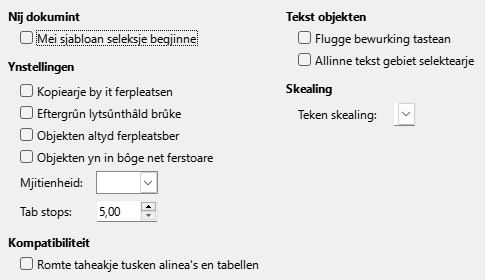 Nij dokumint
Mei sjabloan seleksje begjinne
Ynstellingen
Kopiearje by it ferpleatsen
Eftergrûn lytsûnthâld brûke
Objekten altyd ferpleatsber
Objekten yn in bôge net ferstoare
Mjitienheid:
Tab stops: 5,00
Kompatibiliteit
Romte taheakje tusken alinea's en tabellen
Tekst objekten
Flugge bewurking tastean
Allinne tekst gebiet selektearje
Skealing
Teken skealing: